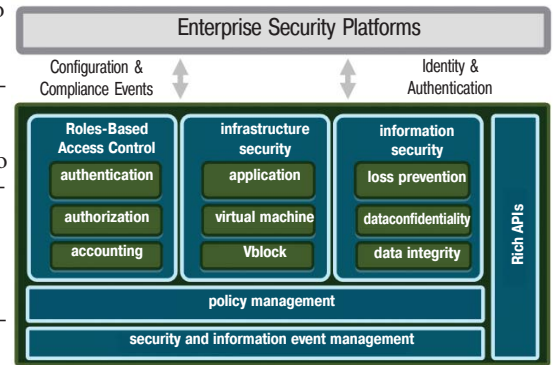 Enterprise Security Platforms
Configuration &
Compliance Events
Identity &
Authentication
Roles-Based
Access Control
authentication
authorization
accounting
infrastructure
security
application
virtual machine
Vblock
information
security
loss prevention
dataconfidentiality
data integrity
Rich APIs
policy management
security and information event management